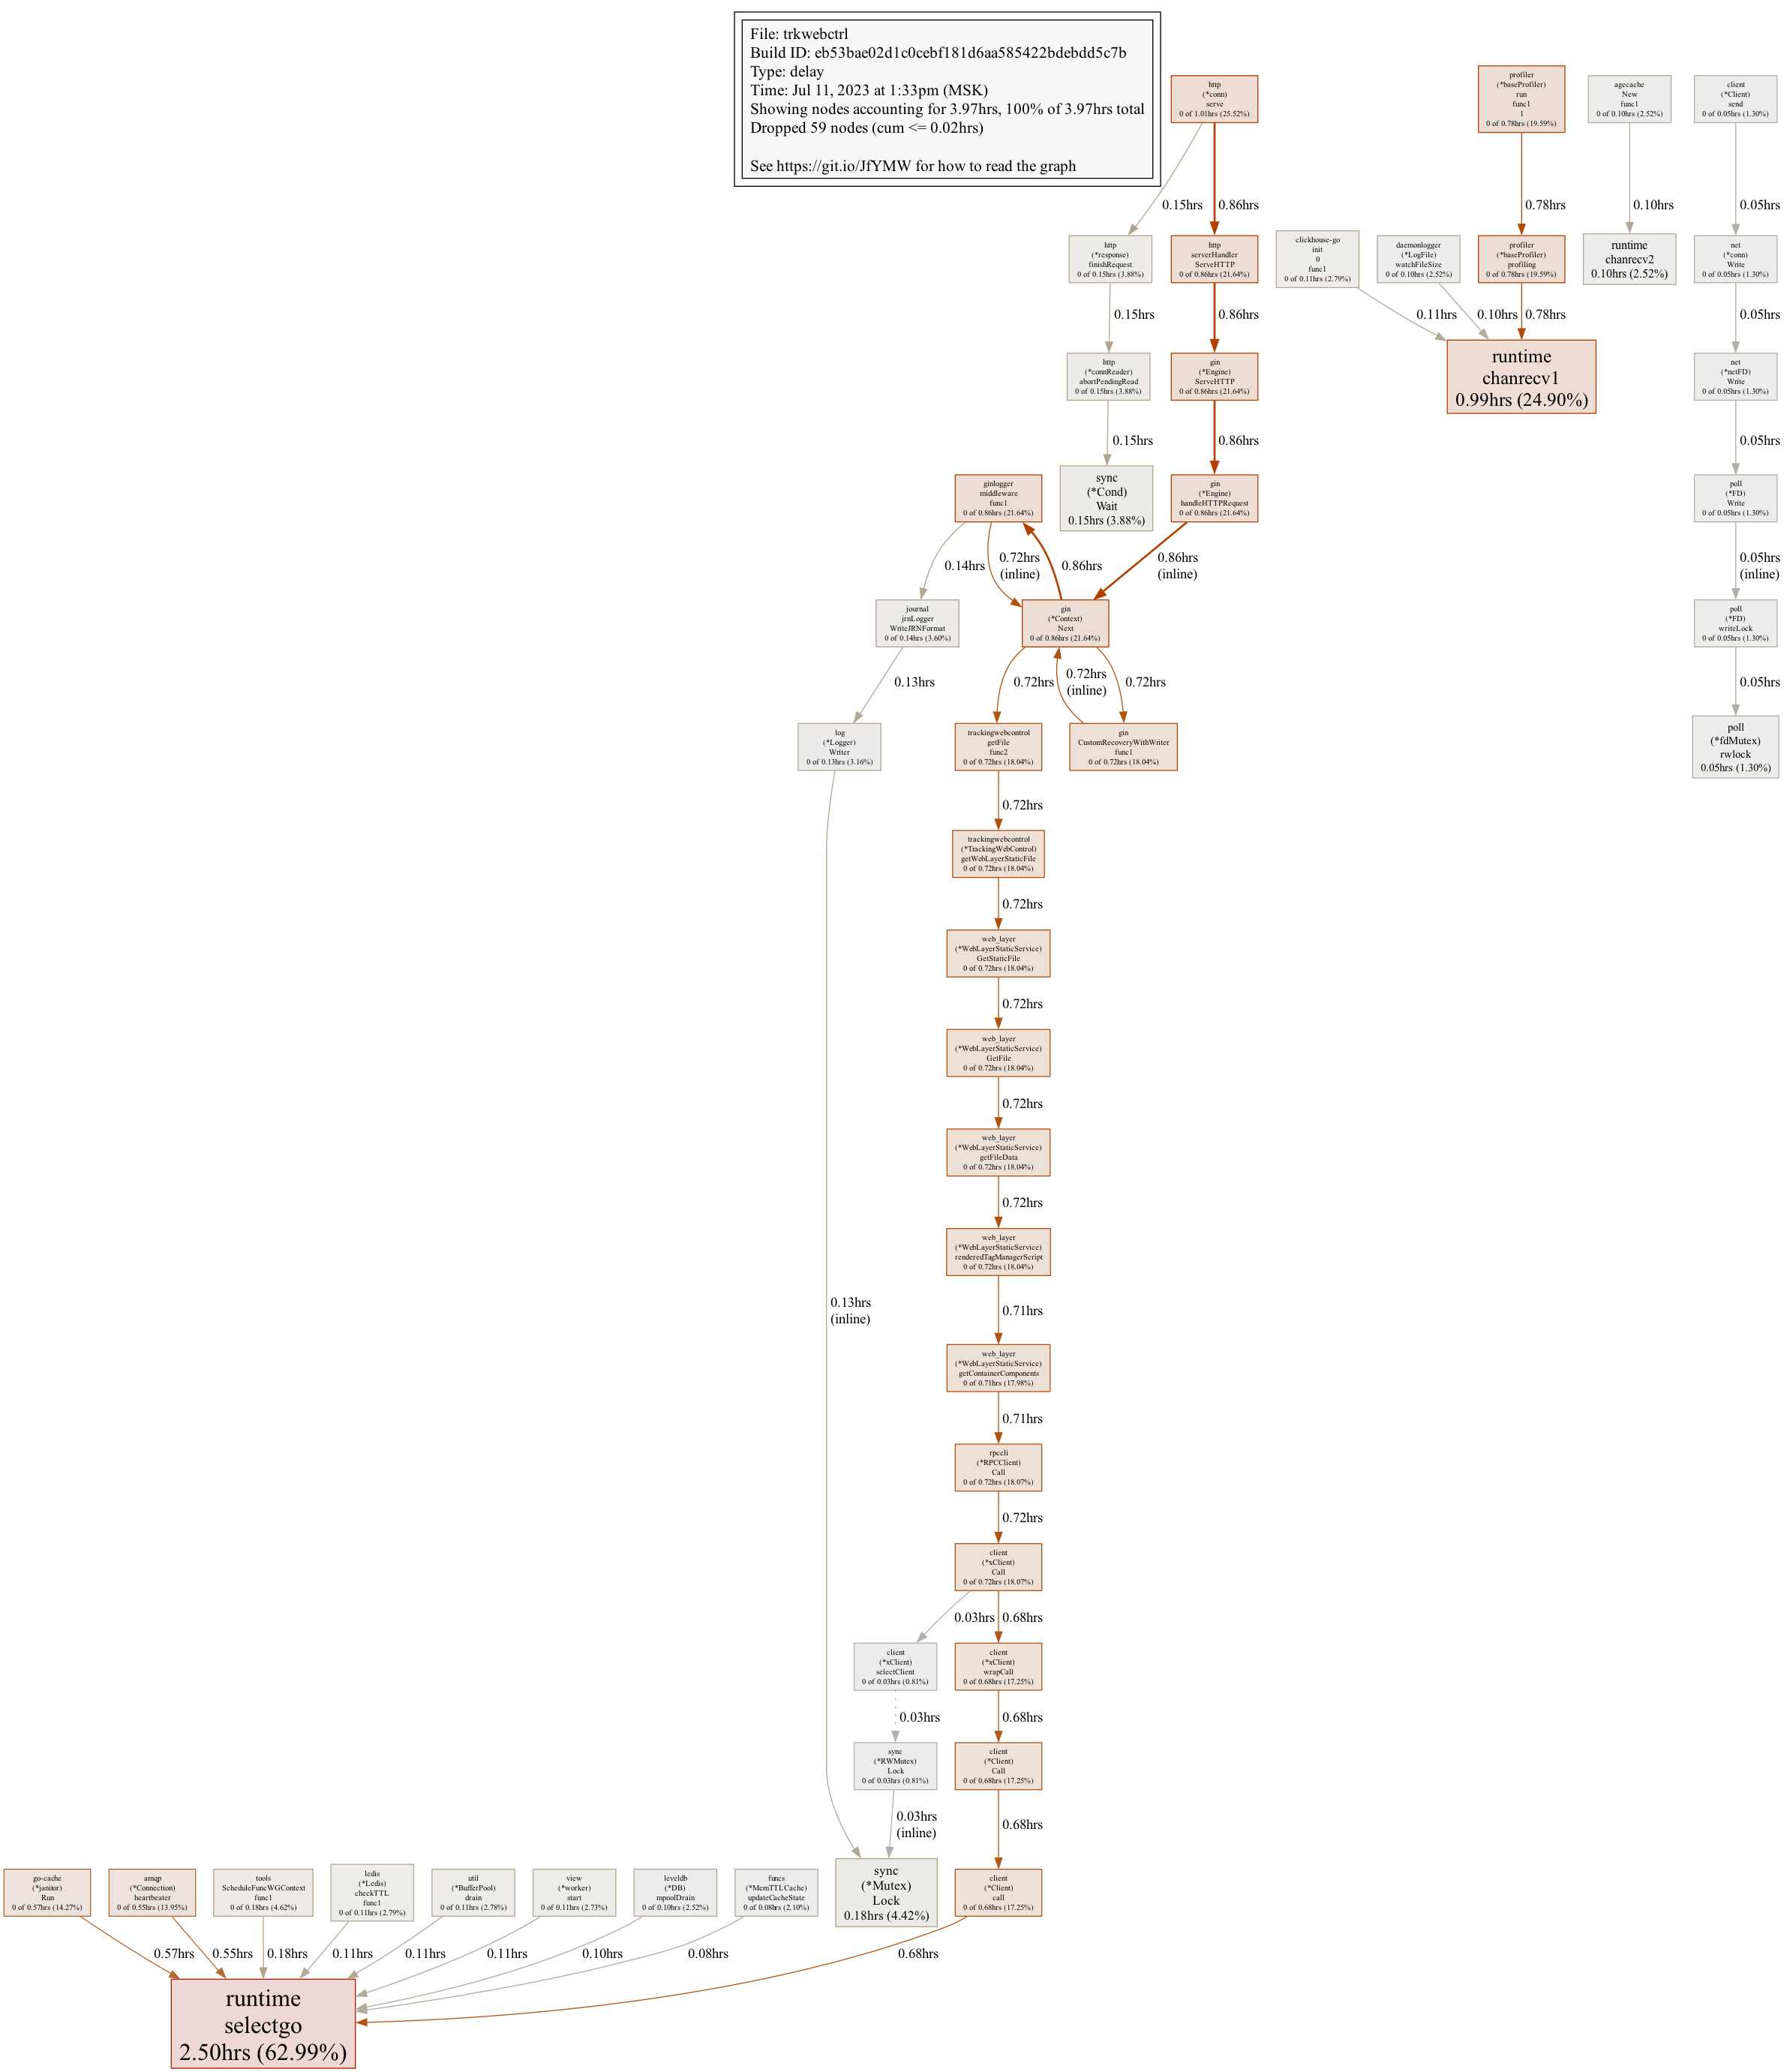 File: trkwebctrl
Build ID: eb53bae02d1c0cebf181d6aa585422bdebdd5c7b
Type: delay
Time: Jul 11, 2023 at 1:33pm (MSK)
Showing nodes accounting for 3.97hrs, 100% of 3.97hrs total
Dropped 59 nodes (cum <= 0.02hrs)
See https://git.io/JfYMW for how to read the graph
http
(*conn)
serve
0 of 1.01hrs (25.52%)
profiler
(*baseProfiler)
run
func1
1
0 of 0.78hrs (19.59%)
agecache
New
func1
0 of 0.10hrs (2.52%)
client
(*Client)
send
0 of 0.05hrs (1.30%)
0.15hrs
0.86hrs
0.78hrs
0.10hrs
0.05hrs
http
(*response)
finishRequest
0 of 0.15hrs (3.88%)
http
serverHandler
ServeHTTP
0 of 0.86hrs (21.64%)
clickhouse-go
init
0
func1
0 of 0.11hrs (2.79%)
daemonlogger
(*LogFile)
watchFileSize
0 of 0.10hrs (2.52%)
profiler
(*baseProfiler)
profiling
0 of 0.78hrs (19.59%)
runtime
chanrecv2
0.10hrs (2.52%)
net
(*conn)
Write
0 of 0.05hrs (1.30%)
0.15hrs
0.86hrs
0.11hrs
0.10hrs
0.78hrs
0.05hrs
http
(*connReader)
abortPendingRead
0 of 0.15hrs (3.88%)
gin
(*Engine)
ServeHTTP
0 of 0.86hrs (21.64%)
runtime
chanrecv1
0.99hrs (24.90%)
net
(*netFD)
Write
0 of 0.05hrs (1.30%)
0.15hrs
0.86hrs
0.05hrs
ginlogger
middleware
func1
0 of 0.86hrs (21.64%)
sync
(*Cond)
Wait
0.15hrs (3.88%)
gin
(*Engine)
handleHTTPRequest
0 of 0.86hrs (21.64%)
poll
(*FD)
Write
0 of 0.05hrs (1.30%)
0.14hrs
0.72hrs
(inline)
0.86hrs
0.86hrs
(inline)
0.05hrs
(inline)
journal
jrnLogger
WriteJRNFormat
0 of 0.14hrs (3.60%)
gin
(*Context)
Next
0 of 0.86hrs (21.64%)
poll
(*FD)
writeLock
0 of 0.05hrs (1.30%)
0.13hrs
0.72hrs
0.72hrs
(inline)
0.72hrs
0.05hrs
log
(*Logger)
Writer
0 of 0.13hrs (3.16%)
trackingwebcontrol
getFile
func2
0 of 0.72hrs (18.04%)
gin
CustomRecoveryWithWriter
func1
0 of 0.72hrs (18.04%)
poll
(*fdMutex)
rwlock
0.05hrs (1.30%)
0.72hrs
trackingwebcontrol
(*TrackingWebControl)
getWebLayerStaticFile
0 of 0.72hrs (18.04%)
0.72hrs
web_layer
(*WebLayerStaticService)
GetStaticFile
0 of 0.72hrs (18.04%)
0.72hrs
web_layer
(*WebLayerStaticService)
GetFile
0 of 0.72hrs (18.04%)
0.72hrs
web_layer
(*WebLayerStaticService)
getFileData
0 of 0.72hrs (18.04%)
0.72hrs
web_layer
(*WebLayerStaticService)
renderedTagManagerScript
0 of 0.72hrs (18.04%)
0.13hrs
(inline)
0.71hrs
web_layer
(*WebLayerStaticService)
getContainerComponents
0 of 0.71hrs (17.98%)
0.71hrs
rpccli
(*RPCClient)
Call
0 of 0.72hrs (18.07%)
0.72hrs
client
(*xClient)
Call
0 of 0.72hrs (18.07%)
0.03hrs
0.68hrs
client
(*xClient)
selectClient
0 of 0.03hrs (0.81%)
client
(*xClient)
wrapCall
0 of 0.68hrs (17.25%)
0.03hrs
0.68hrs
sync
(*RWMutex)
Lock
0 of 0.03hrs (0.81%)
client
(*Client)
Call
0 of 0.68hrs (17.25%)
0.03hrs
(inline)
0.68hrs
go-cache
(*janitor)
Run
0 of 0.57hrs (14.27%)
amqp
(*Connection)
heartbeater
0 of 0.55hrs (13.95%)
tools
ScheduleFuncWGContext
func1
0 of 0.18hrs (4.62%)
ledis
(*Ledis)
checkTTL
func1
0 of 0.11hrs (2.79%)
util
(*BufferPool)
drain
0 of 0.11hrs (2.78%)
view
(*worker)
start
0 of 0.11hrs (2.73%)
leveldb
(*DB)
mpoolDrain
0 of 0.10hrs (2.52%)
funcs
(*MemTTLCache)
updateCacheState
0 of 0.08hrs (2.10%)
sync
(*Mutex)
Lock
0.18hrs (4.42%)
client
(*Client)
call
0 of 0.68hrs (17.25%)
0.57hrs
0.55hrs
0.18hrs
0.11hrs
0.11hrs
0.11hrs
0.10hrs
0.08hrs
0.68hrs
runtime
selectgo
2.50hrs (62.99%)